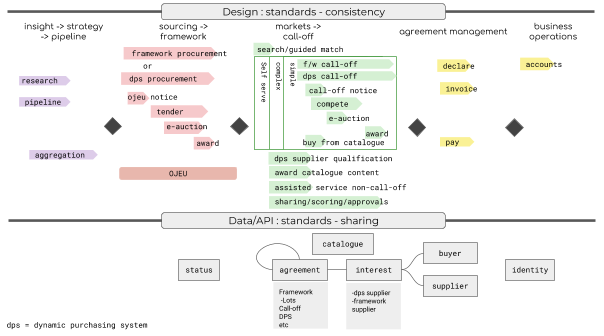 Design : standards - consistency
insight -> strategy
-> pipeline
sourcing ->
framework
markets ->
call-off
agreement management
business
operations
research
pipeline
aggregation
framework procurement
or
dps procurement
ojeu notice
tender
e-auction
award
OJEU
search/guided match
Self serve
complex
simple
f/w call-off
dps call-off
call-off notice
compete
e-auction
award
buy from catalogue
dps supplier qualification
award catalogue content
assisted service non-call-off
sharing/scoring/approvals
declare
invoice
pay
accounts
Data/API : standards - sharing
catalogue
status
agreement
interest
buyer
supplier
identity
Framework
-Lots
Call-off
DPS
etc
-dps supplier
-framework
supplier
dps = dynamic purchasing system